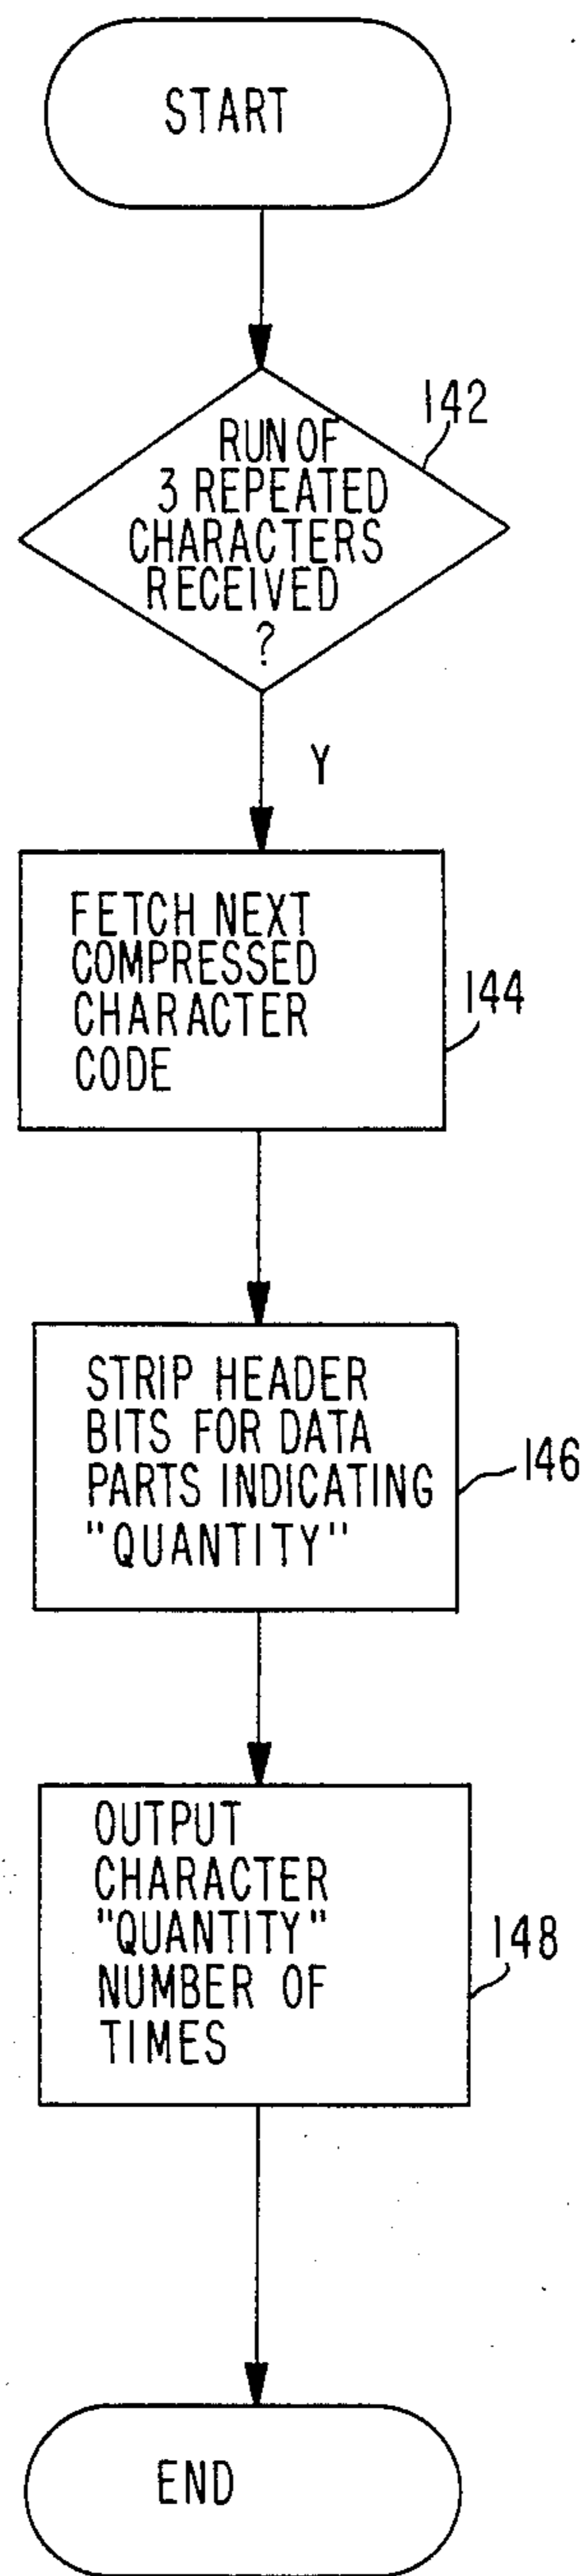 START
142
RUN OF
3 REPEATED
CHARACTERS
RECEIVED
?
Y
FETCH NEXT
COMPRESSED
CHARACTER
CODE
144
STRIP HEADER
BITS FOR DATA
PARTS INDICATING
"QUANTITY"
146
OUTPUT
CHARACTER
"QUANTITY"
NUMBER OF
TIMES
148
END